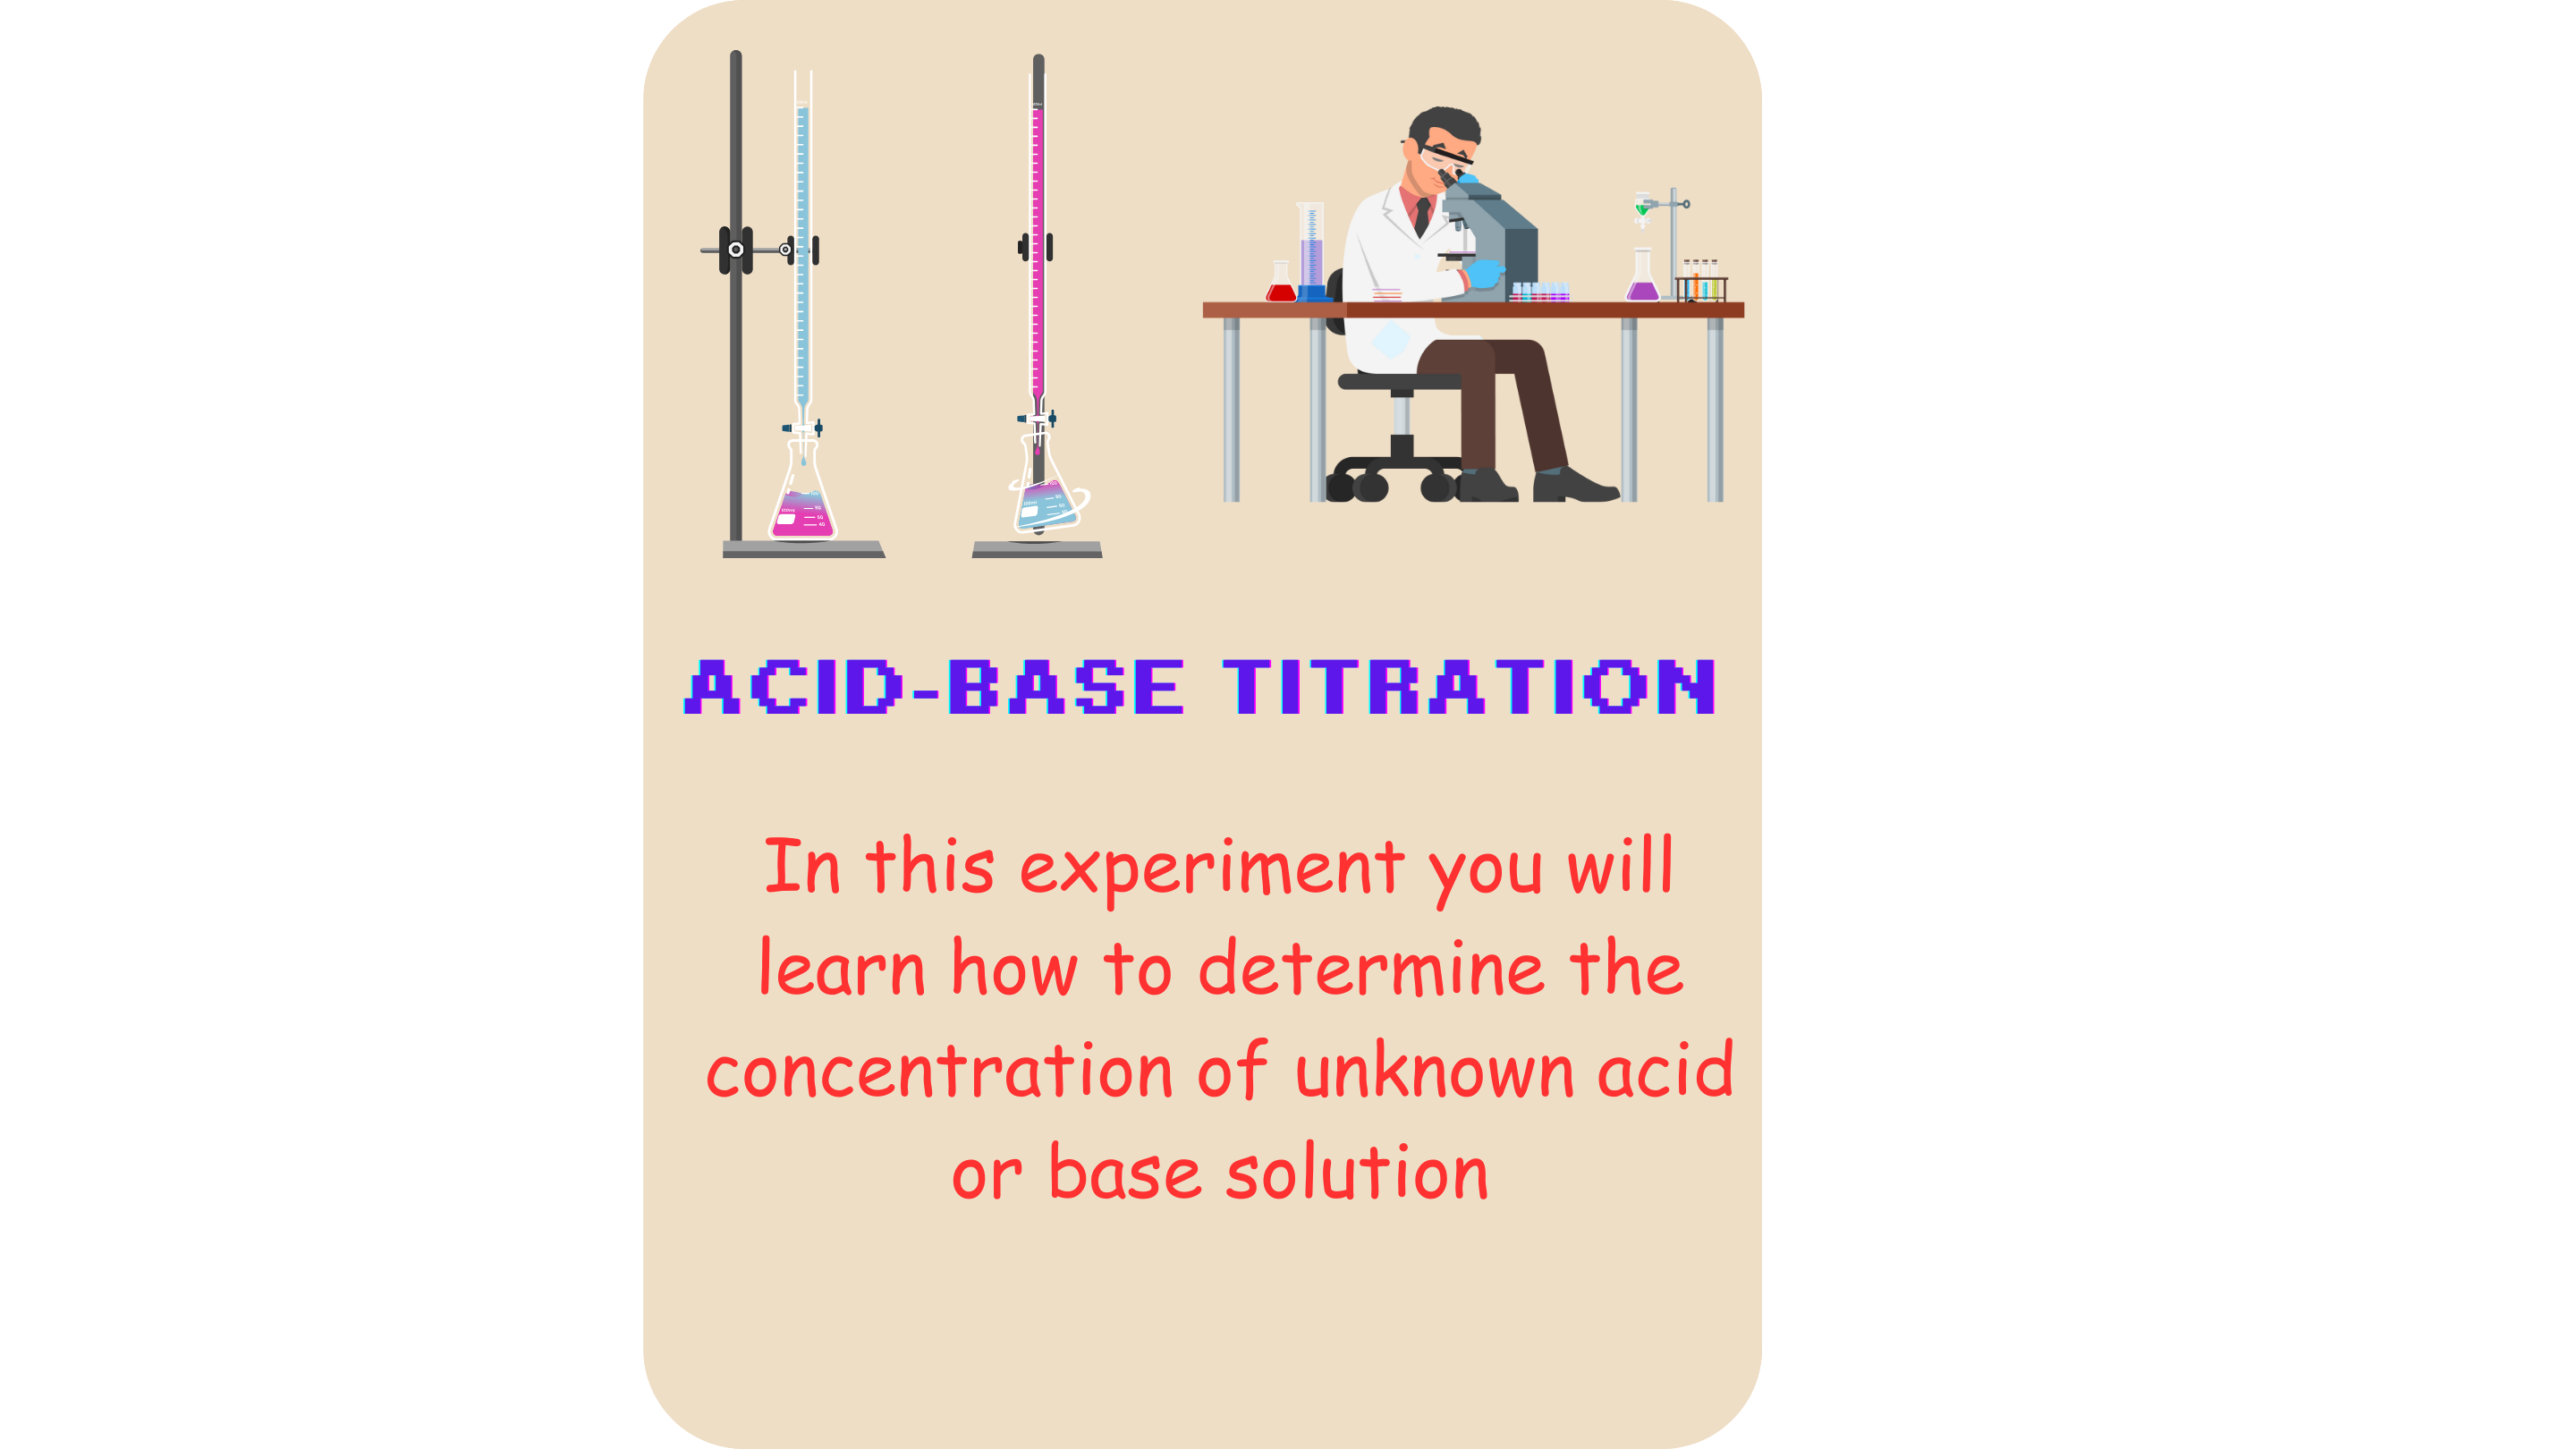 ACID-BASE TITRATION
In this experiment you will
learn how to determine the
concentration of unknown acid
or base solution